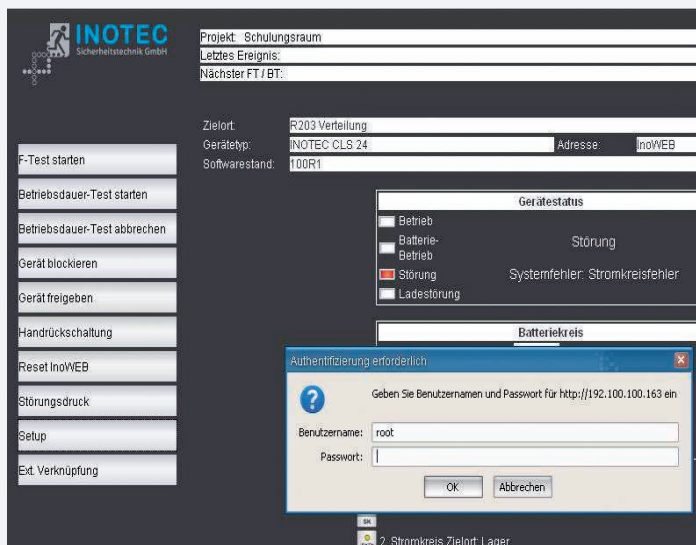 INOTEC
Sicherheitstechnik GmbH
Projekt: Schulungsraum
Letztes Ereignis:
Nächster FT / BT:
Zielort: R203 Verteilung
Gerätetyp: INOTEC CLS 24 Adresse: InoWEB
Softwarestand: 100R1
F-Test starten
Betriebsdauer-Test starten
Betriebsdauer-Test abbrechen
Gerät blockieren
Gerät freigeben
Handrückschaltung
Reset InoWEB
Störungsdruck
Setup
Ext. Verknüpfung
Gerätestatus
Betrieb
Batterie-
Betrieb
Störung
Störung
Systemfehler: Stromkreisfehler
Ladestörung
Batteriekreis
Authentifizierung erforderlich
Geben Sie Benutzernamen und Passwort für http://192.100.100.163 ein
Benutzername: root
Passwort:
OK Abbrechen
SK
2. Stromkreis Zielort: Lager